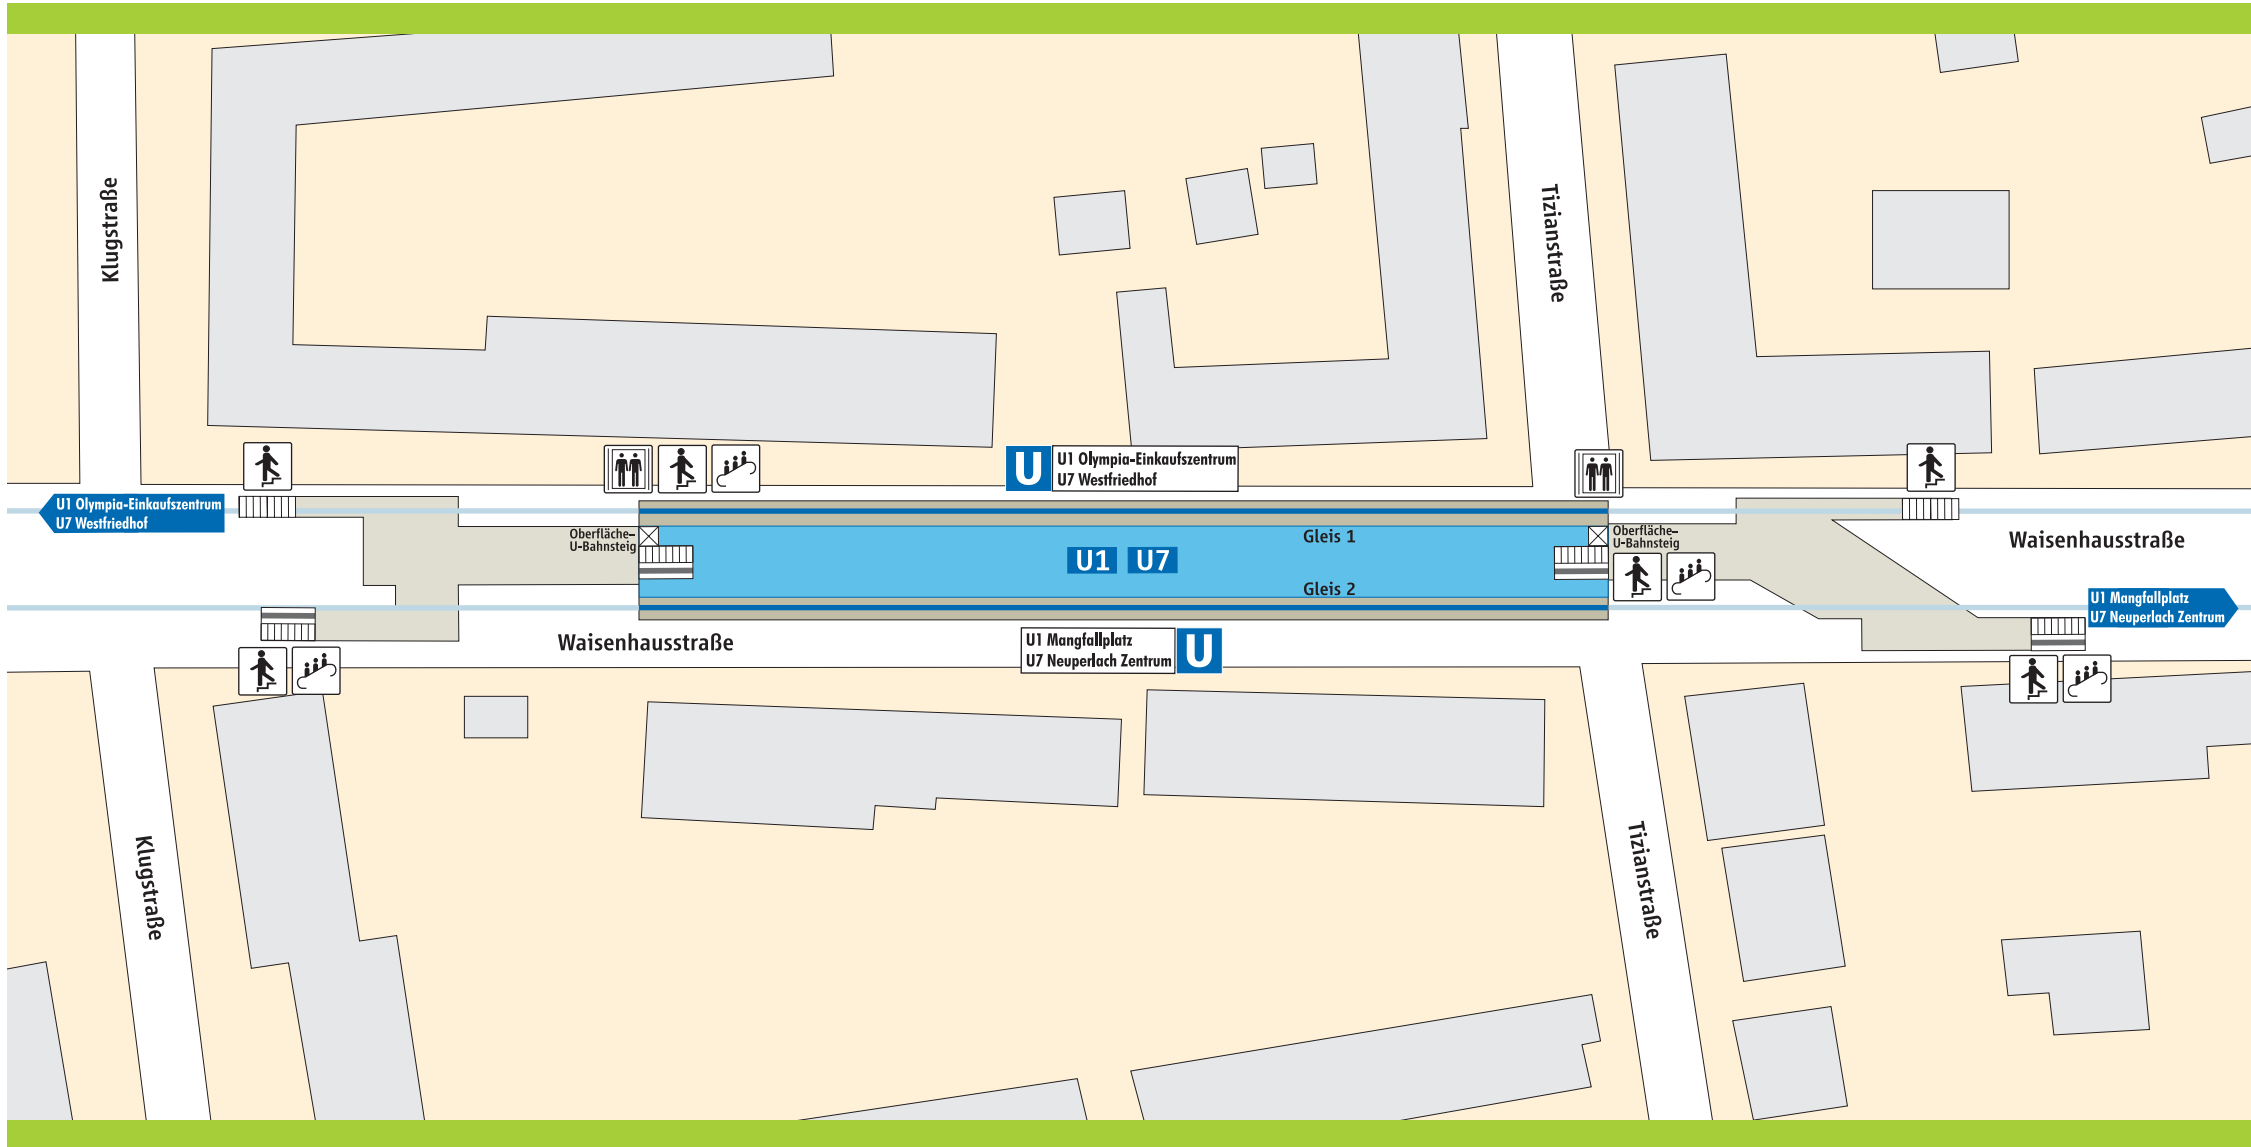 Klugstraße
Tizianstraße
U
U1 Olympia-Einkaufszentrum
U7 Westfriedhof
U1 Olympia-Einkaufszentrum
U7 Westfriedhof
Oberfläche-
U-Bahnsteig
Gleis 1
U1 U7
Gleis 2
Oberfläche-
U-Bahnsteig
Waisenhausstraße
U1 Mangfallplatz
U7 Neuperlach Zentrum
Waisenhausstraße
U1 Mangfallplatz
U7 Neuperlach Zentrum
U
Klugstraße
Tizianstraße